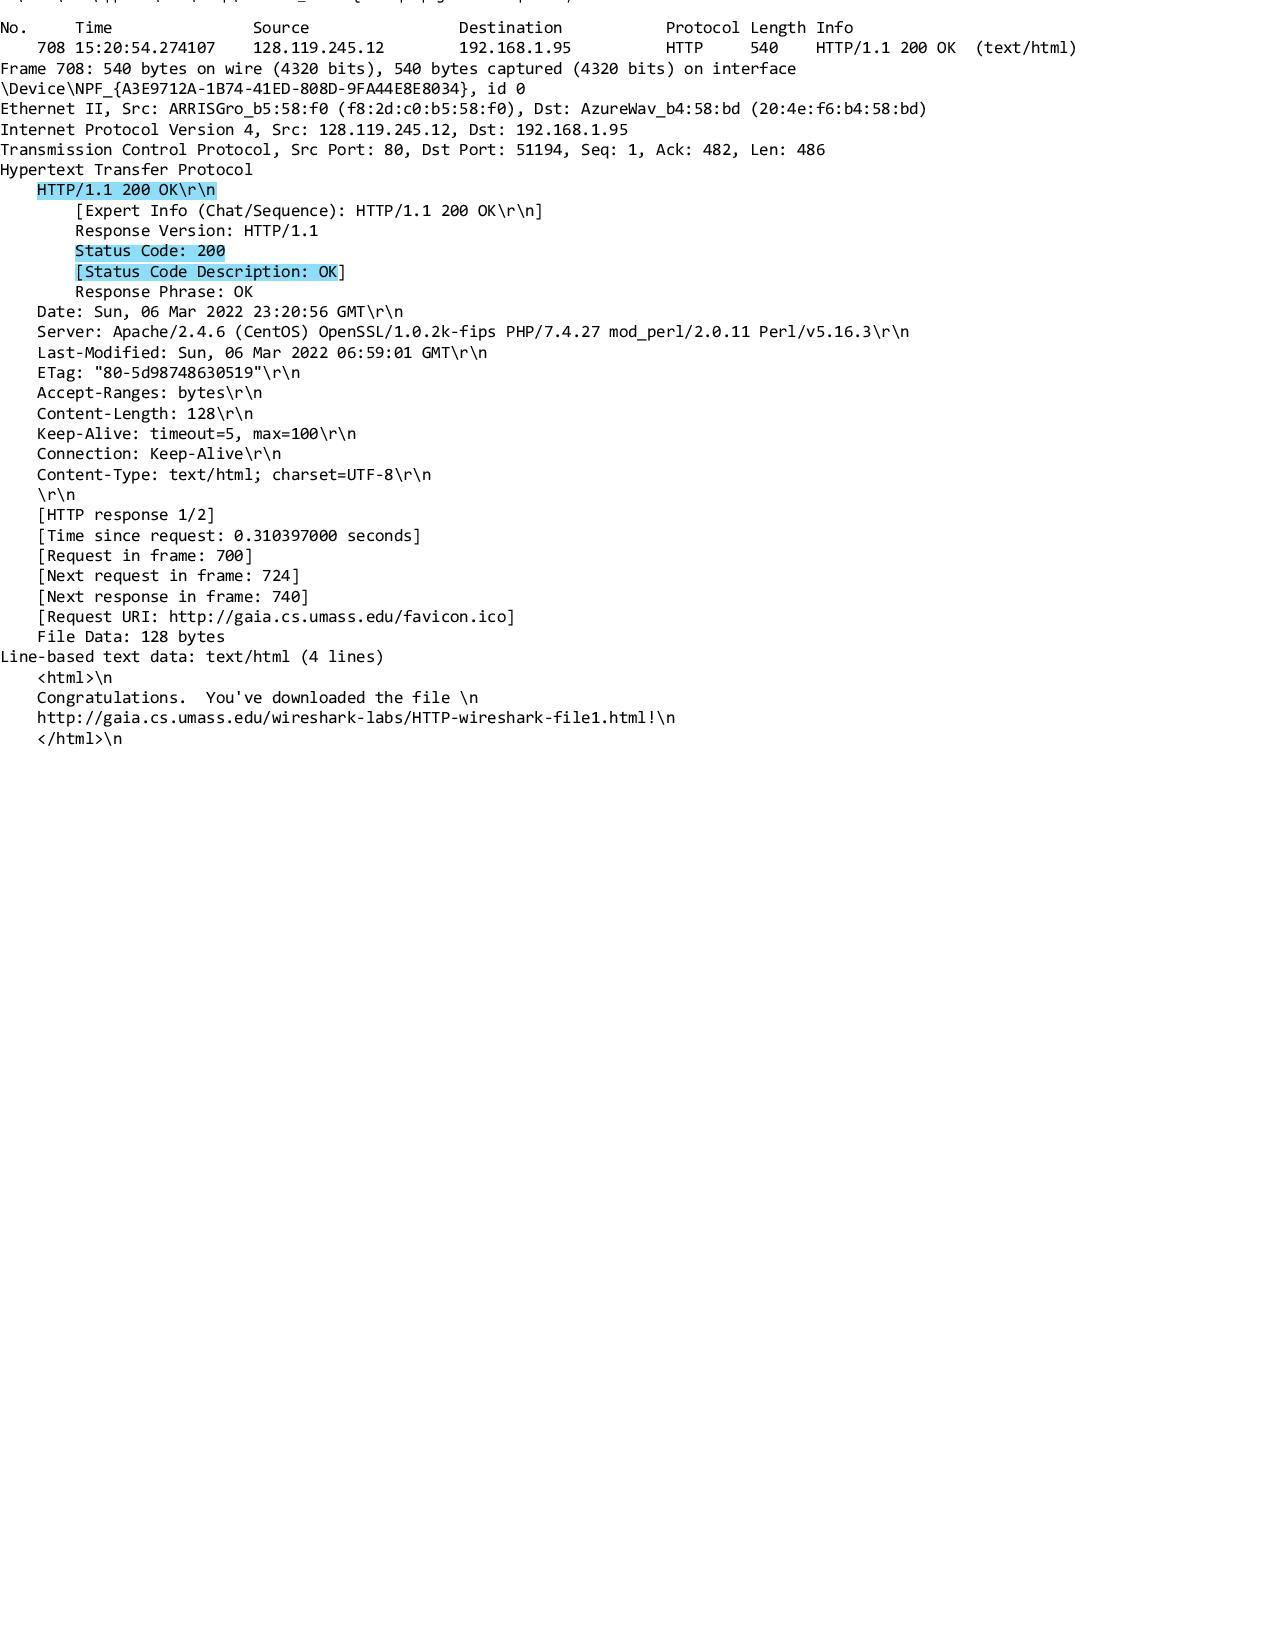 No. Time Source Destination Protocol Length Info
708 15:20:54.274107 128.119.245.12 192.168.1.95 HTTP 540 HTTP/1.1 200 OK (text/html)
Frame 708: 540 bytes on wire (4320 bits), 540 bytes captured (4320 bits) on interface
\Device\NPF_{A3E9712A-1B74-41ED-808D-9FA44E8E8034}, id 0
Ethernet II, Src: ARRISGro_b5:58:f0 (f8:2d:c0:b5:58:f0), Dst: AzureWav_b4:58:bd (20:4e:f6:b4:58:bd)
Internet Protocol Version 4, Src: 128.119.245.12, Dst: 192.168.1.95
Transmission Control Protocol, Src Port: 80, Dst Port: 51194, Seq: 1, Ack: 482, Len: 486
Hypertext Transfer Protocol
HTTP/1.1 200 OK\r\n
[Expert Info (Chat/Sequence): HTTP/1.1 200 OK\r\n]
Response Version: HTTP/1.1
Status Code: 200
[Status Code Description: OK]
Response Phrase: OK
Date: Sun, 06 Mar 2022 23:20:56 GMT\r\n
Server: Apache/2.4.6 (CentOS) OpenSSL/1.0.2k-fips PHP/7.4.27 mod_perl/2.0.11 Perl/v5.16.3\r\n
Last-Modified: Sun, 06 Mar 2022 06:59:01 GMT\r\n
ETag: "80-5d98748630519"\r\n
Accept-Ranges: bytes\r\n
Content-Length: 128\r\n
Keep-Alive: timeout=5, max=100\r\n
Connection: Keep-Alive\r\n
Content-Type: text/html; charset=UTF-8\r\n
\r\n
[HTTP response 1/2]
[Time since request: 0.310397000 seconds]
[Request in frame: 700]
[Next request in frame: 724]
[Next response in frame: 740]
[Request URI: http://gaia.cs.umass.edu/favicon.ico]
File Data: 128 bytes
Line-based text data: text/html (4 lines)
<html>\n
Congratulations. You've downloaded the file \n
http://gaia.cs.umass.edu/wireshark-labs/HTTP-wireshark-file1.html!\n
</html>\n